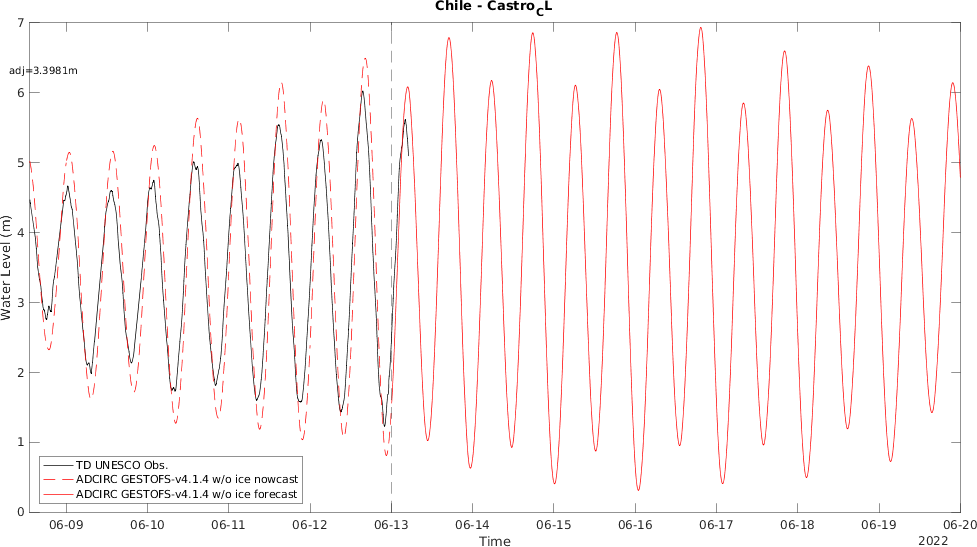 Chile - Castro_CL
adj=3.3981m
Water Level (m)
7
6
5
4
3
2
1
0
TD UNESCO Obs.
ADCIRC GESTOFS-v4.1.4 w/o ice nowcast
ADCIRC GESTOFS-v4.1.4 w/o ice forecast
06-09 06-10 06-11 06-12 06-13 06-14 06-15 06-16 06-17 06-18 06-19 06-20
Time
2022